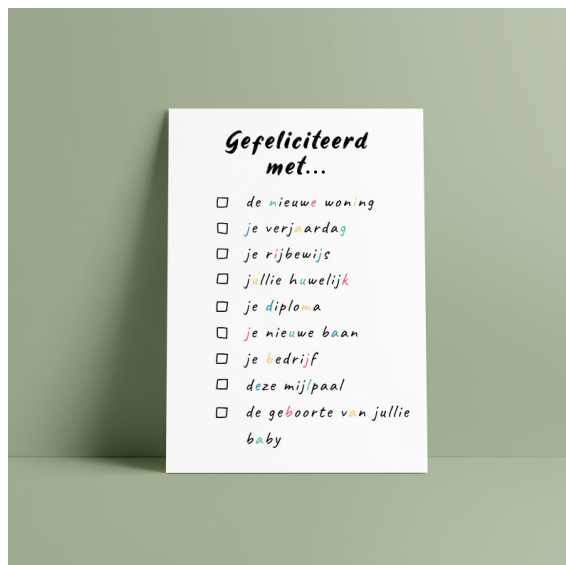 Gefeliciteerd
met...
de nieuwe woning
je verjaardag
je rijbewijs
jullie huwelijk
je diploma
je nieuwe baan
je bedrijf
deze mijlpaal
de geboorte van jullie
baby